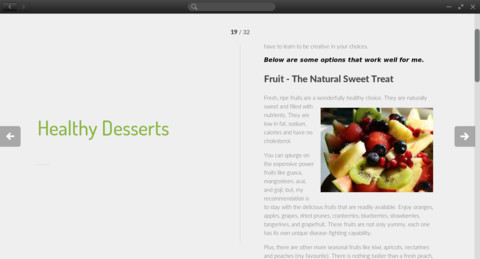 19 / 32
Healthy Desserts
have to learn to be creative in your choices.
Below are some options that work well for me.
Fruit - The Natural Sweet Treat
Fresh, ripe fruits are a wonderfully healthy choice. They are naturally
sweet and filled with
nutrients. They are
low in fat, sodium,
calories and have no
cholesterol.
You can splurge on
the expensive power
fruits like guava,
mangosteen, acai,
and goji, but, my
recommendation is
to stay with the delicious fruits that are readily available. Enjoy oranges,
apples, grapes, dried prunes, cranberries, blueberries, strawberries,
tangerines, and grapefruit. These fruits are not only yummy, each one
has its own unique disease-fighting capability.
Plus, there are other more seasonal fruits like kiwi, apricots, nectarines
and peaches (my favourite). There is nothing better than a fresh peach,